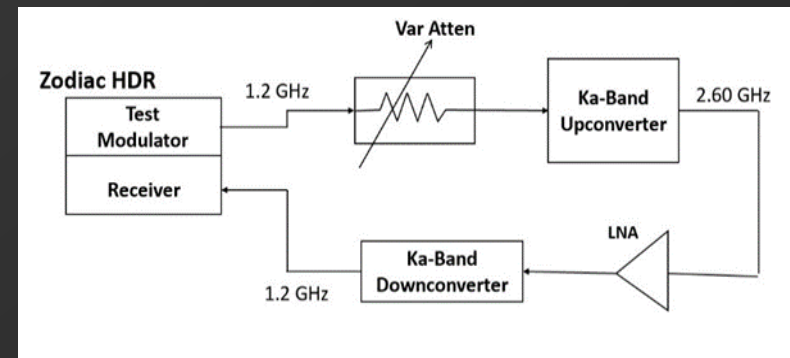 Var Atten
Zodiac HDR
1.2 GHz
Test
Modulator
Receiver
Ka-Band
Upconverter
2.60 GHz
LNA
Ka-Band
Downconverter
1.2 GHz